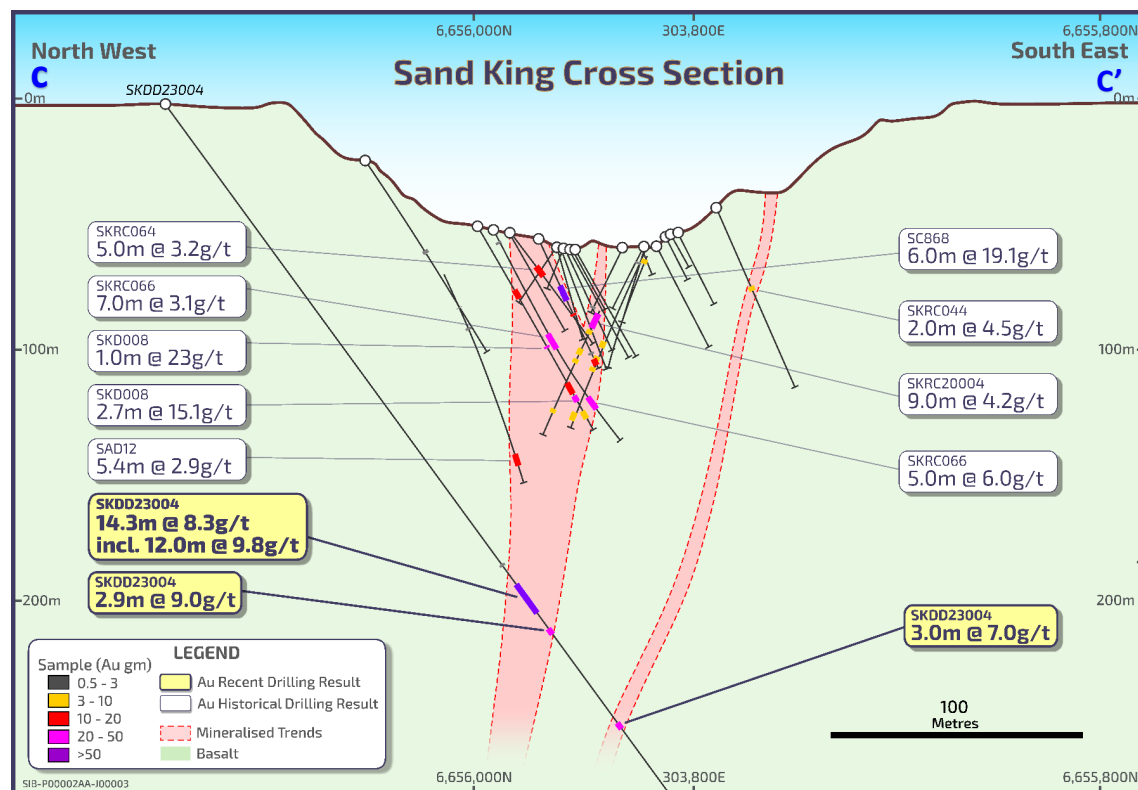 6,656,000N
303,800E
6,655,800N
North West
South East
C
C'
Sand King Cross Section
SKDD23004
0m
0m
SKRC064
5.0m @ 3.2g/t
SKRC066
7.0m @ 3.1g/t
SKD008
1.0m @ 23g/t
SKD008
2.7m @ 15.1g/t
SAD12
5.4m @ 2.9g/t
SKDD23004
14.3m @ 8.3g/t
incl. 12.0m @ 9.8g/t
SKDD23004
2.9m @ 9.0g/t
SC868
6.0m @ 19.1g/t
SKRC044
2.0m @ 4.5g/t
SKRC20004
9.0m @ 4.2g/t
SKRC066
5.0m @ 6.0g/t
SKDD23004
3.0m @ 7.0g/t
100m
100m
200m
200m
LEGEND
Sample (Au gm)
0.5 - 3
3 - 10
10 - 20
20 - 50
>50
Au Recent Drilling Result
Au Historical Drilling Result
Mineralised Trends
Basalt
100
Metres
SIB-P00002AA-J00003
6,656,000N
303,800E
6,655,800N